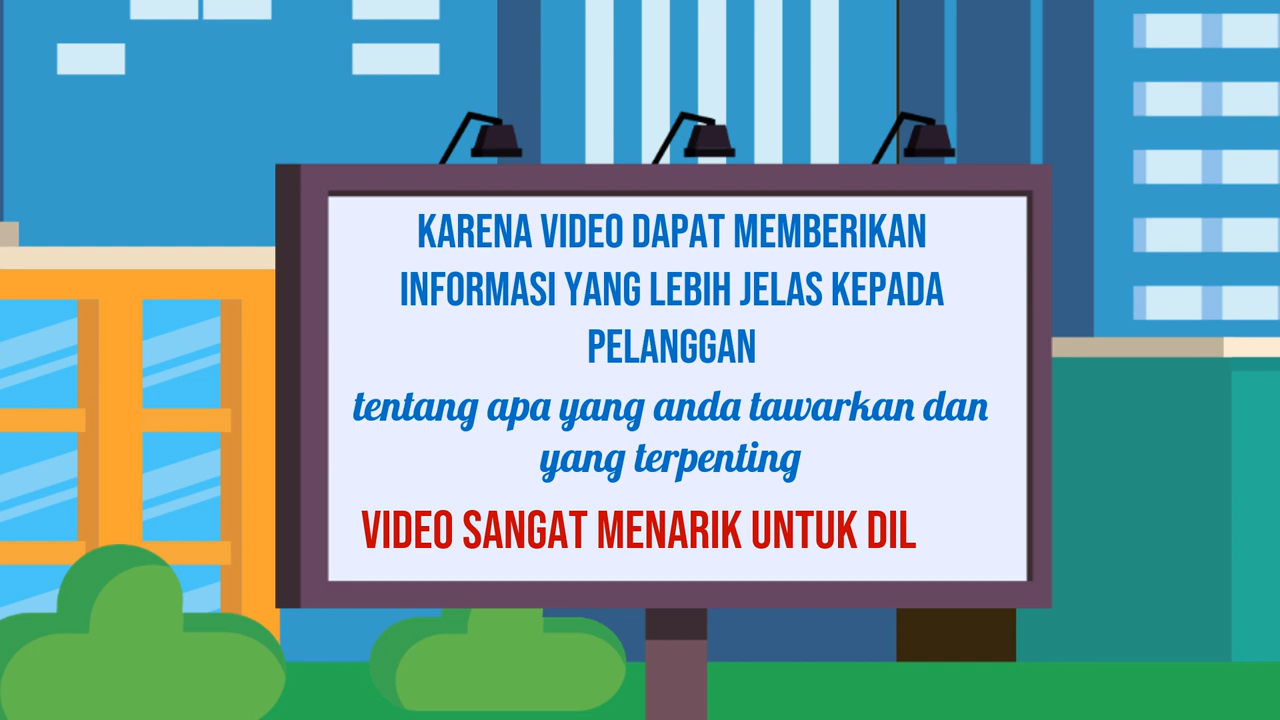 KARENA VIDEO DAPAT MEMBERIKAN
INFORMASI YANG LEBIH JELAS KEPADA
PELANGGAN
tentang apa yang anda tawarkan dan
yang terpenting
VIDEO SANGAT MENARIK UNTUK DIL